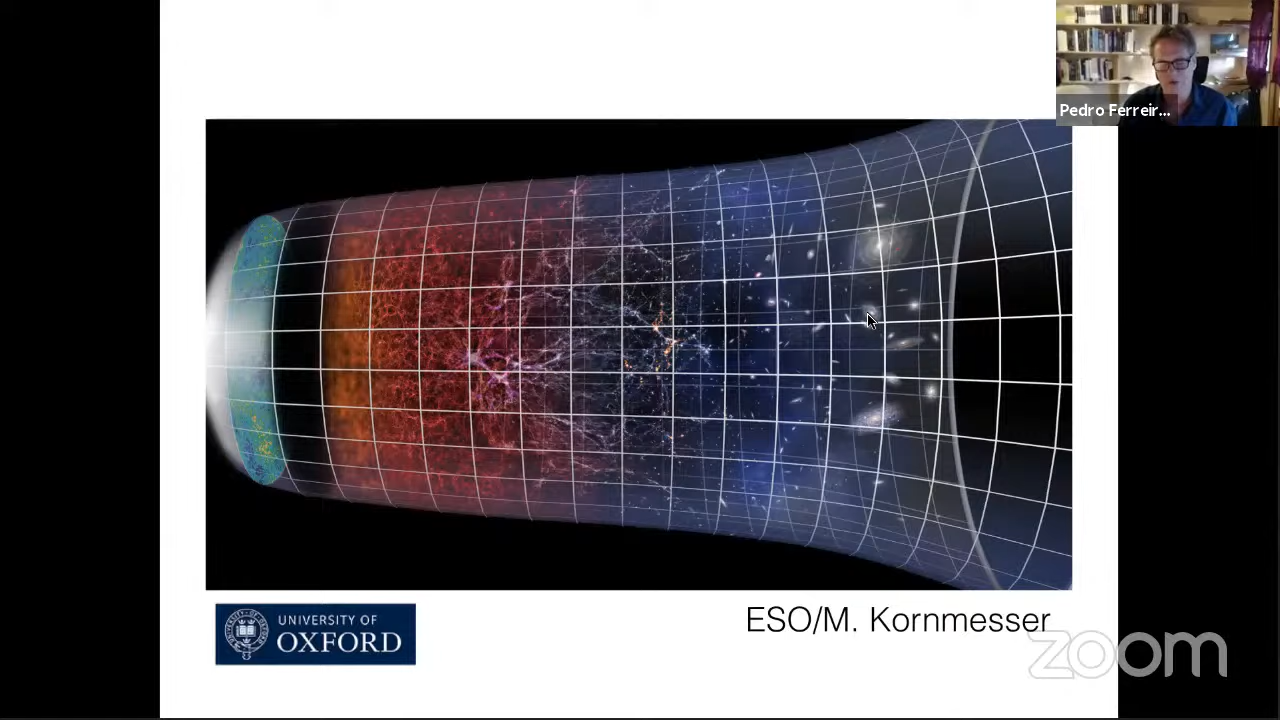 Pedro Ferreir...
UNIVERSITY OF
OXFORD
ESO/M. Kornmesser
zoom